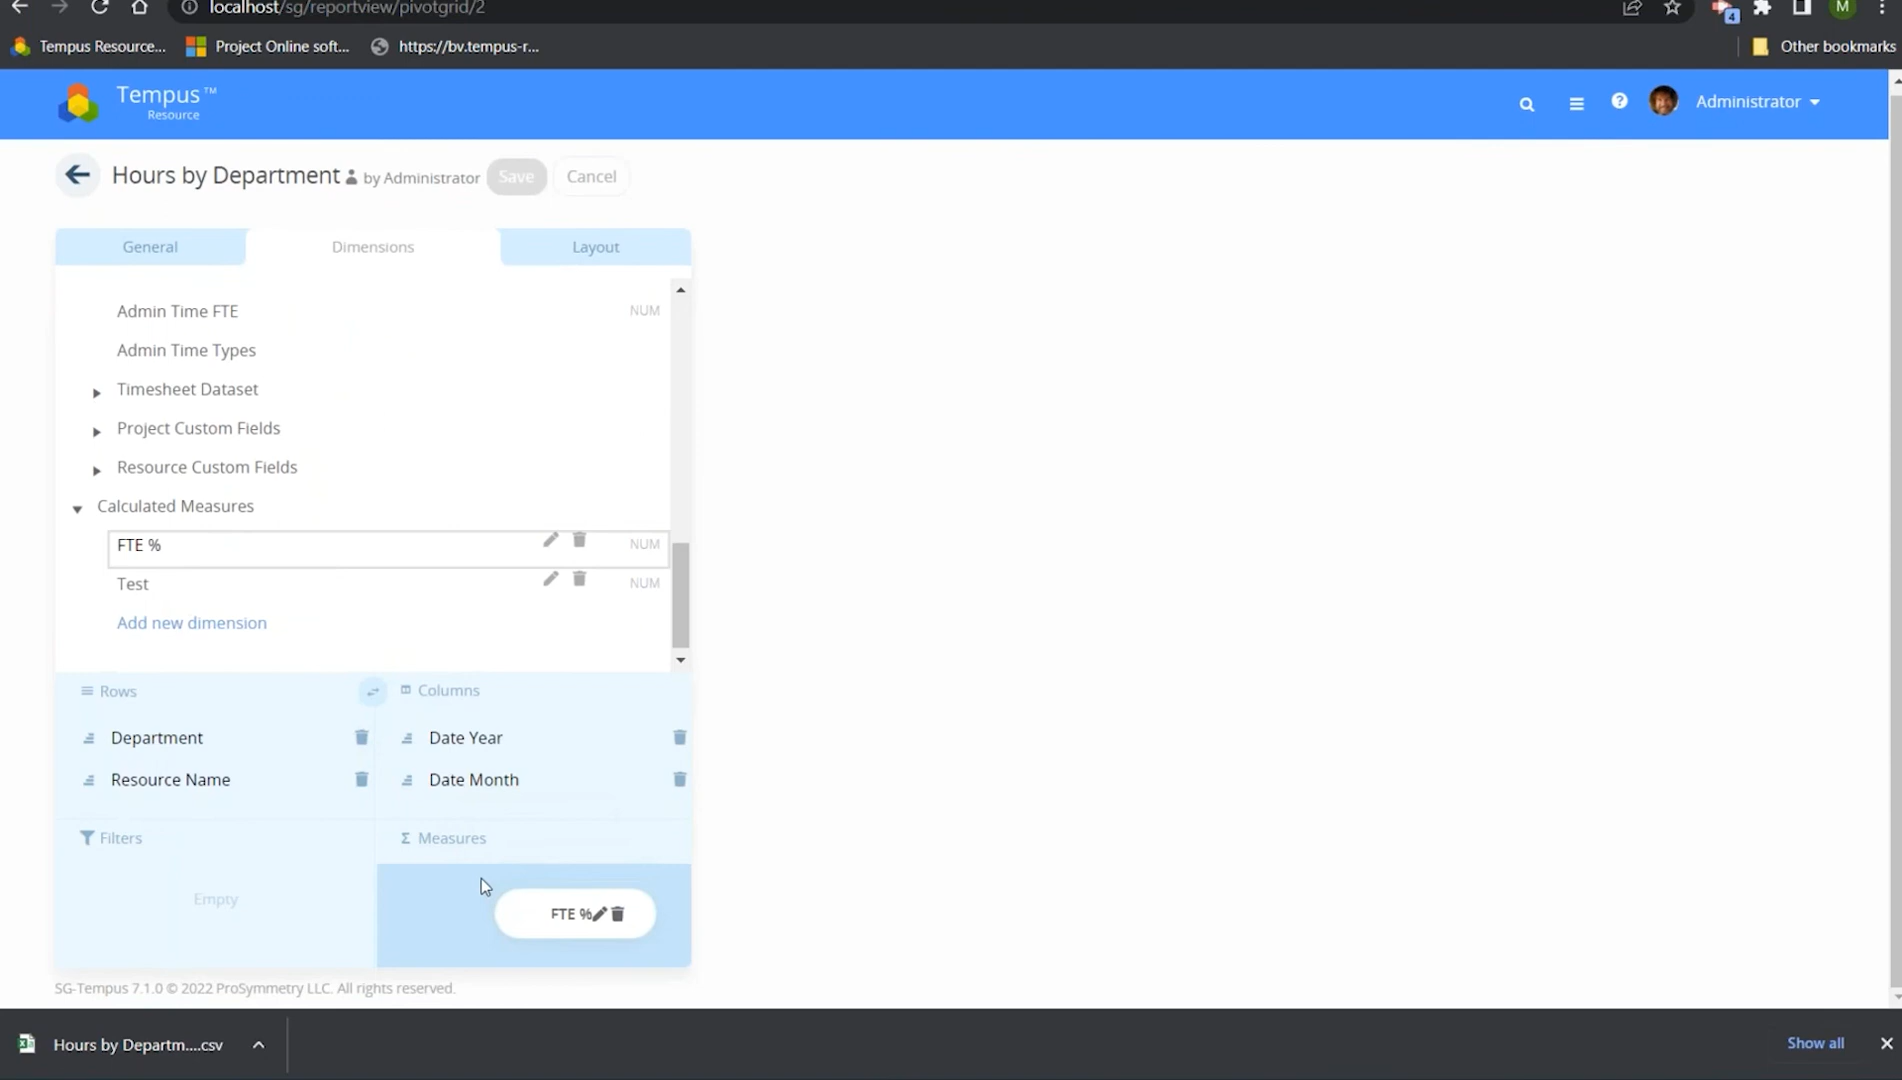 localhost/sg/reportview/pivotgrid/2
4
M
Tempus Resource...
Project Online soft...
https://bv.tempus-r...
Other bookmarks
Tempus™
Resource
Administrator
Hours by Department by Administrator Save Cancel
General Dimensions Layout
Admin Time FTE NUM
Admin Time Types
Timesheet Dataset
Project Custom Fields
Resource Custom Fields
Calculated Measures
FTE % NUM
Test NUM
Add new dimension
Rows
Columns
Department
Date Year
Resource Name
Date Month
Filters
Σ Measures
Empty
FTE %
SG-Tempus 7.1.0 © 2022 ProSymmetry LLC. All rights reserved.
Hours by Departm....csv
Show all